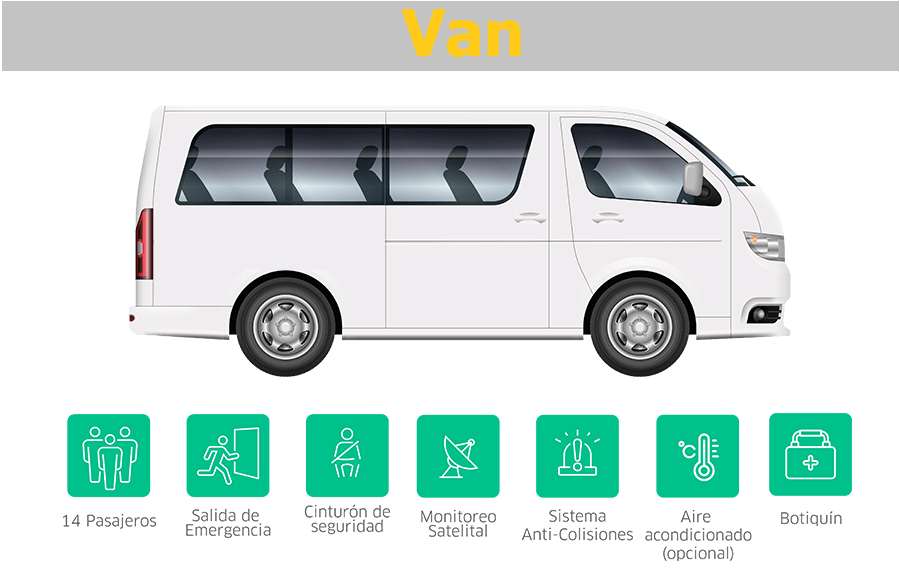 Van
14 Pasajeros
Salida de
Emergencia
Cinturón de
seguridad
Monitoreo
Satelital
Sistema
Anti-Colisiones
Aire
acondicionado
(opcional)
Botiquín